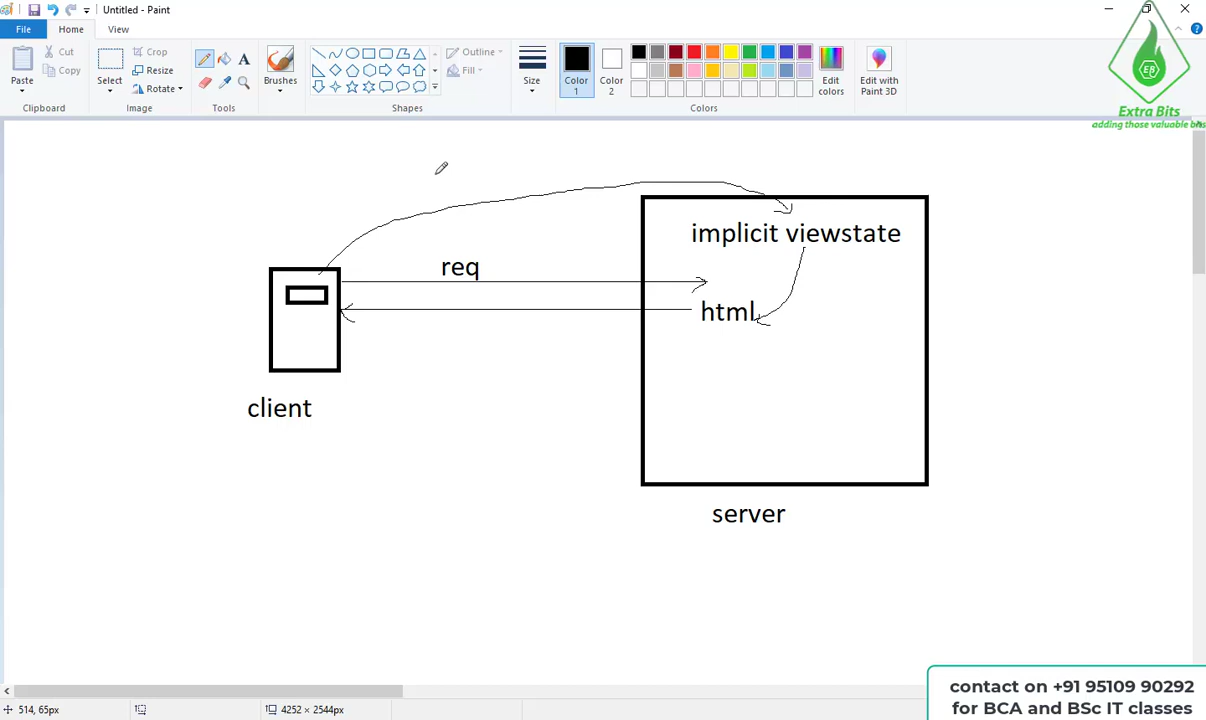 Untitled - Paint
File
Home
View
Paste
Cut
Copy
Clipboard
Select
Crop
Resize
Rotate
Image
A
Tools
Brushes
Shapes
Outline
Fill
Size
Color 1
Color 2
Edit colors
Edit with Paint 3D
Colors
EB
Extra Bits
adding those valuable bits
implicit viewstate
req
html
client
server
contact on +91 95109 90292
for BCA and BSc IT classes
514, 65px
4252 × 2544px